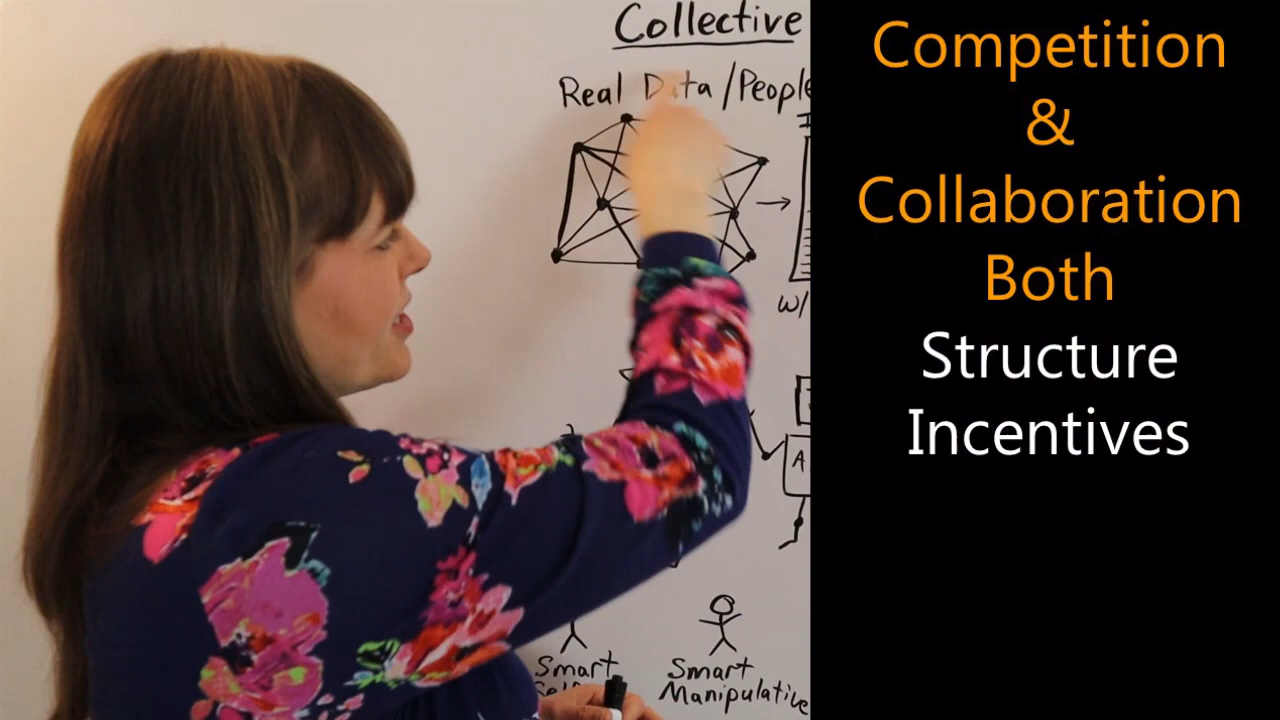 Collective
Real Data /People
w/
A
Smart
Smart
Manipulative
Competition
&
Collaboration
Both
Structure
Incentives